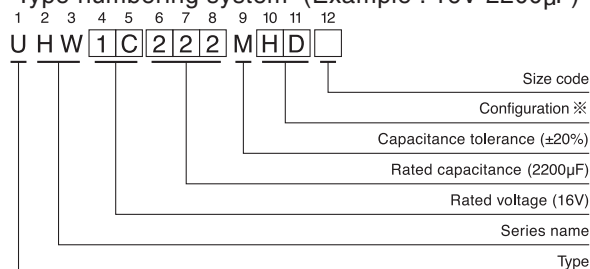 Type numbering system (Example : 16V 2200µF)
1 2 3 4 5 6 7 8 9 10 11 12
U H W 1 C 2 2 2 M H D
Size code
Configuration ※
Capacitance tolerance (±20%)
Rated capacitance (2200µF)
Rated voltage (16V)
Series name
Type